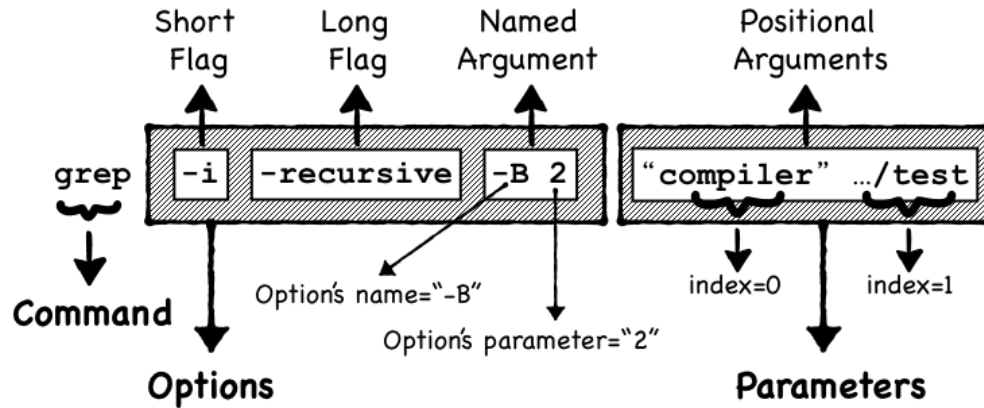 Short
Flag
Long
Flag
Named
Argument
Positional
Arguments
grep -i -recursive -B 2 “compiler” .../test
Option's name=“-B”
index=0 index=1
Command
Option's parameter=“2”
Options Parameters